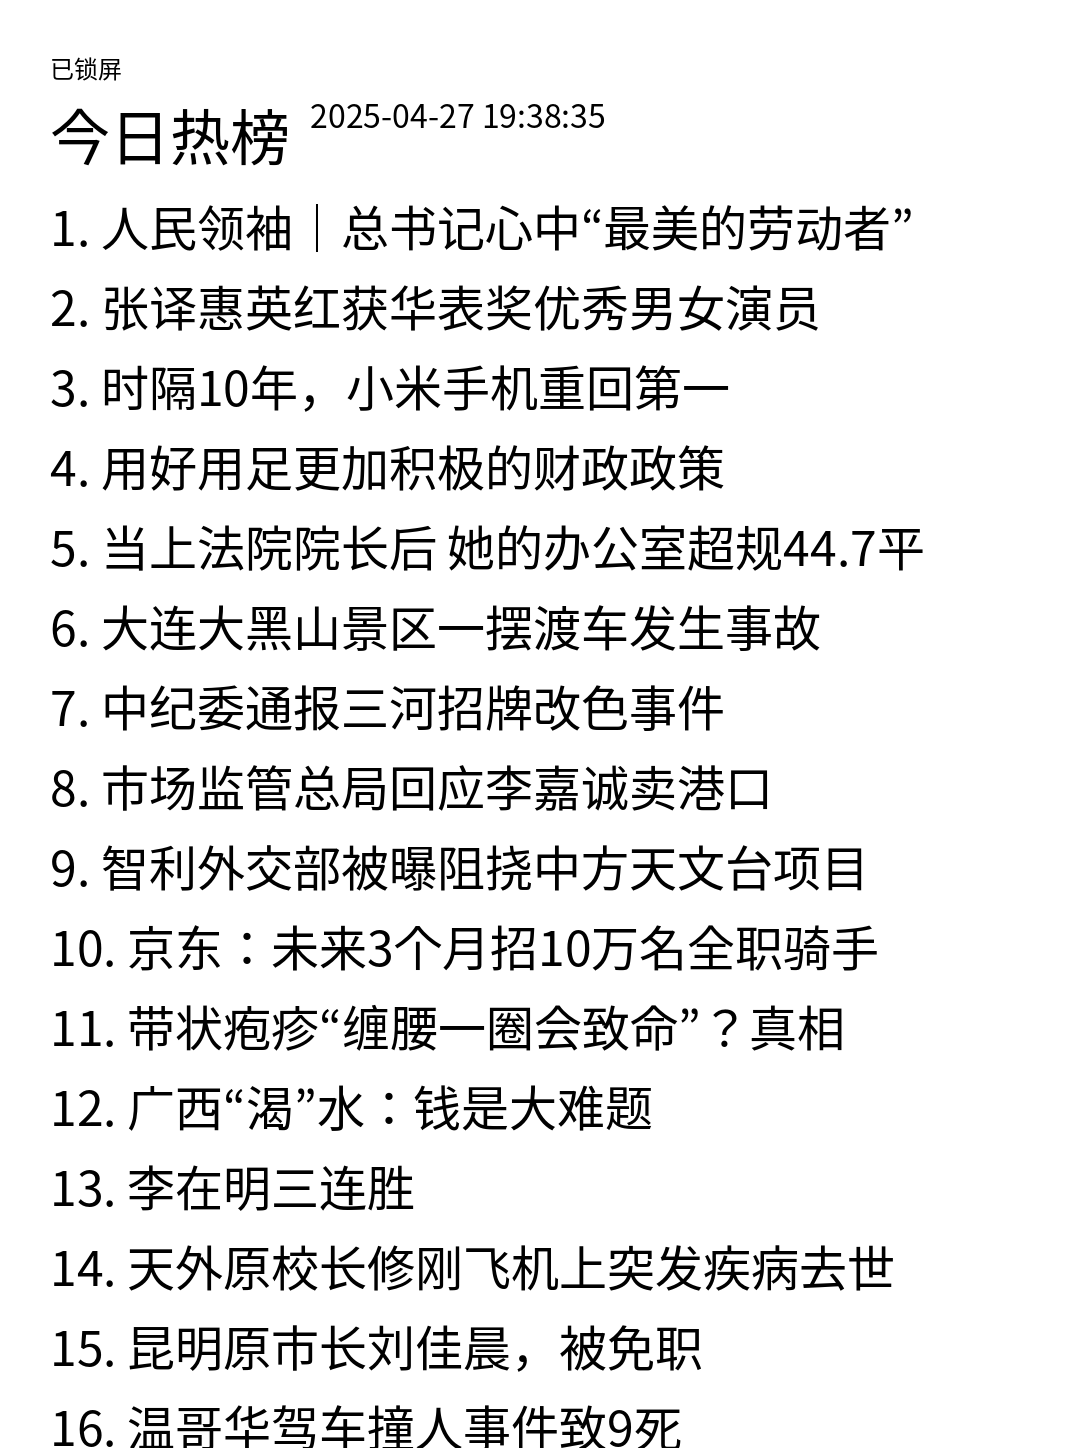 已锁屏
今日热榜 2025-04-27 19:38:35
1. 人民领袖｜总书记心中“最美的劳动者”
2. 张译惠英红获华表奖优秀男女演员
3. 时隔10年，小米手机重回第一
4. 用好用足更加积极的财政政策
5. 当上法院院长后 她的办公室超规44.7平
6. 大连大黑山景区一摆渡车发生事故
7. 中纪委通报三河招牌改色事件
8. 市场监管总局回应李嘉诚卖港口
9. 智利外交部被曝阻挠中方天文台项目
10. 京东：未来3个月招10万名全职骑手
11. 带状疱疹“缠腰一圈会致命”？真相
12. 广西“渴”水：钱是大难题
13. 李在明三连胜
14. 天外原校长修刚飞机上突发疾病去世
15. 昆明原市长刘佳晨，被免职
16. 温哥华驾车撞人事件致9死